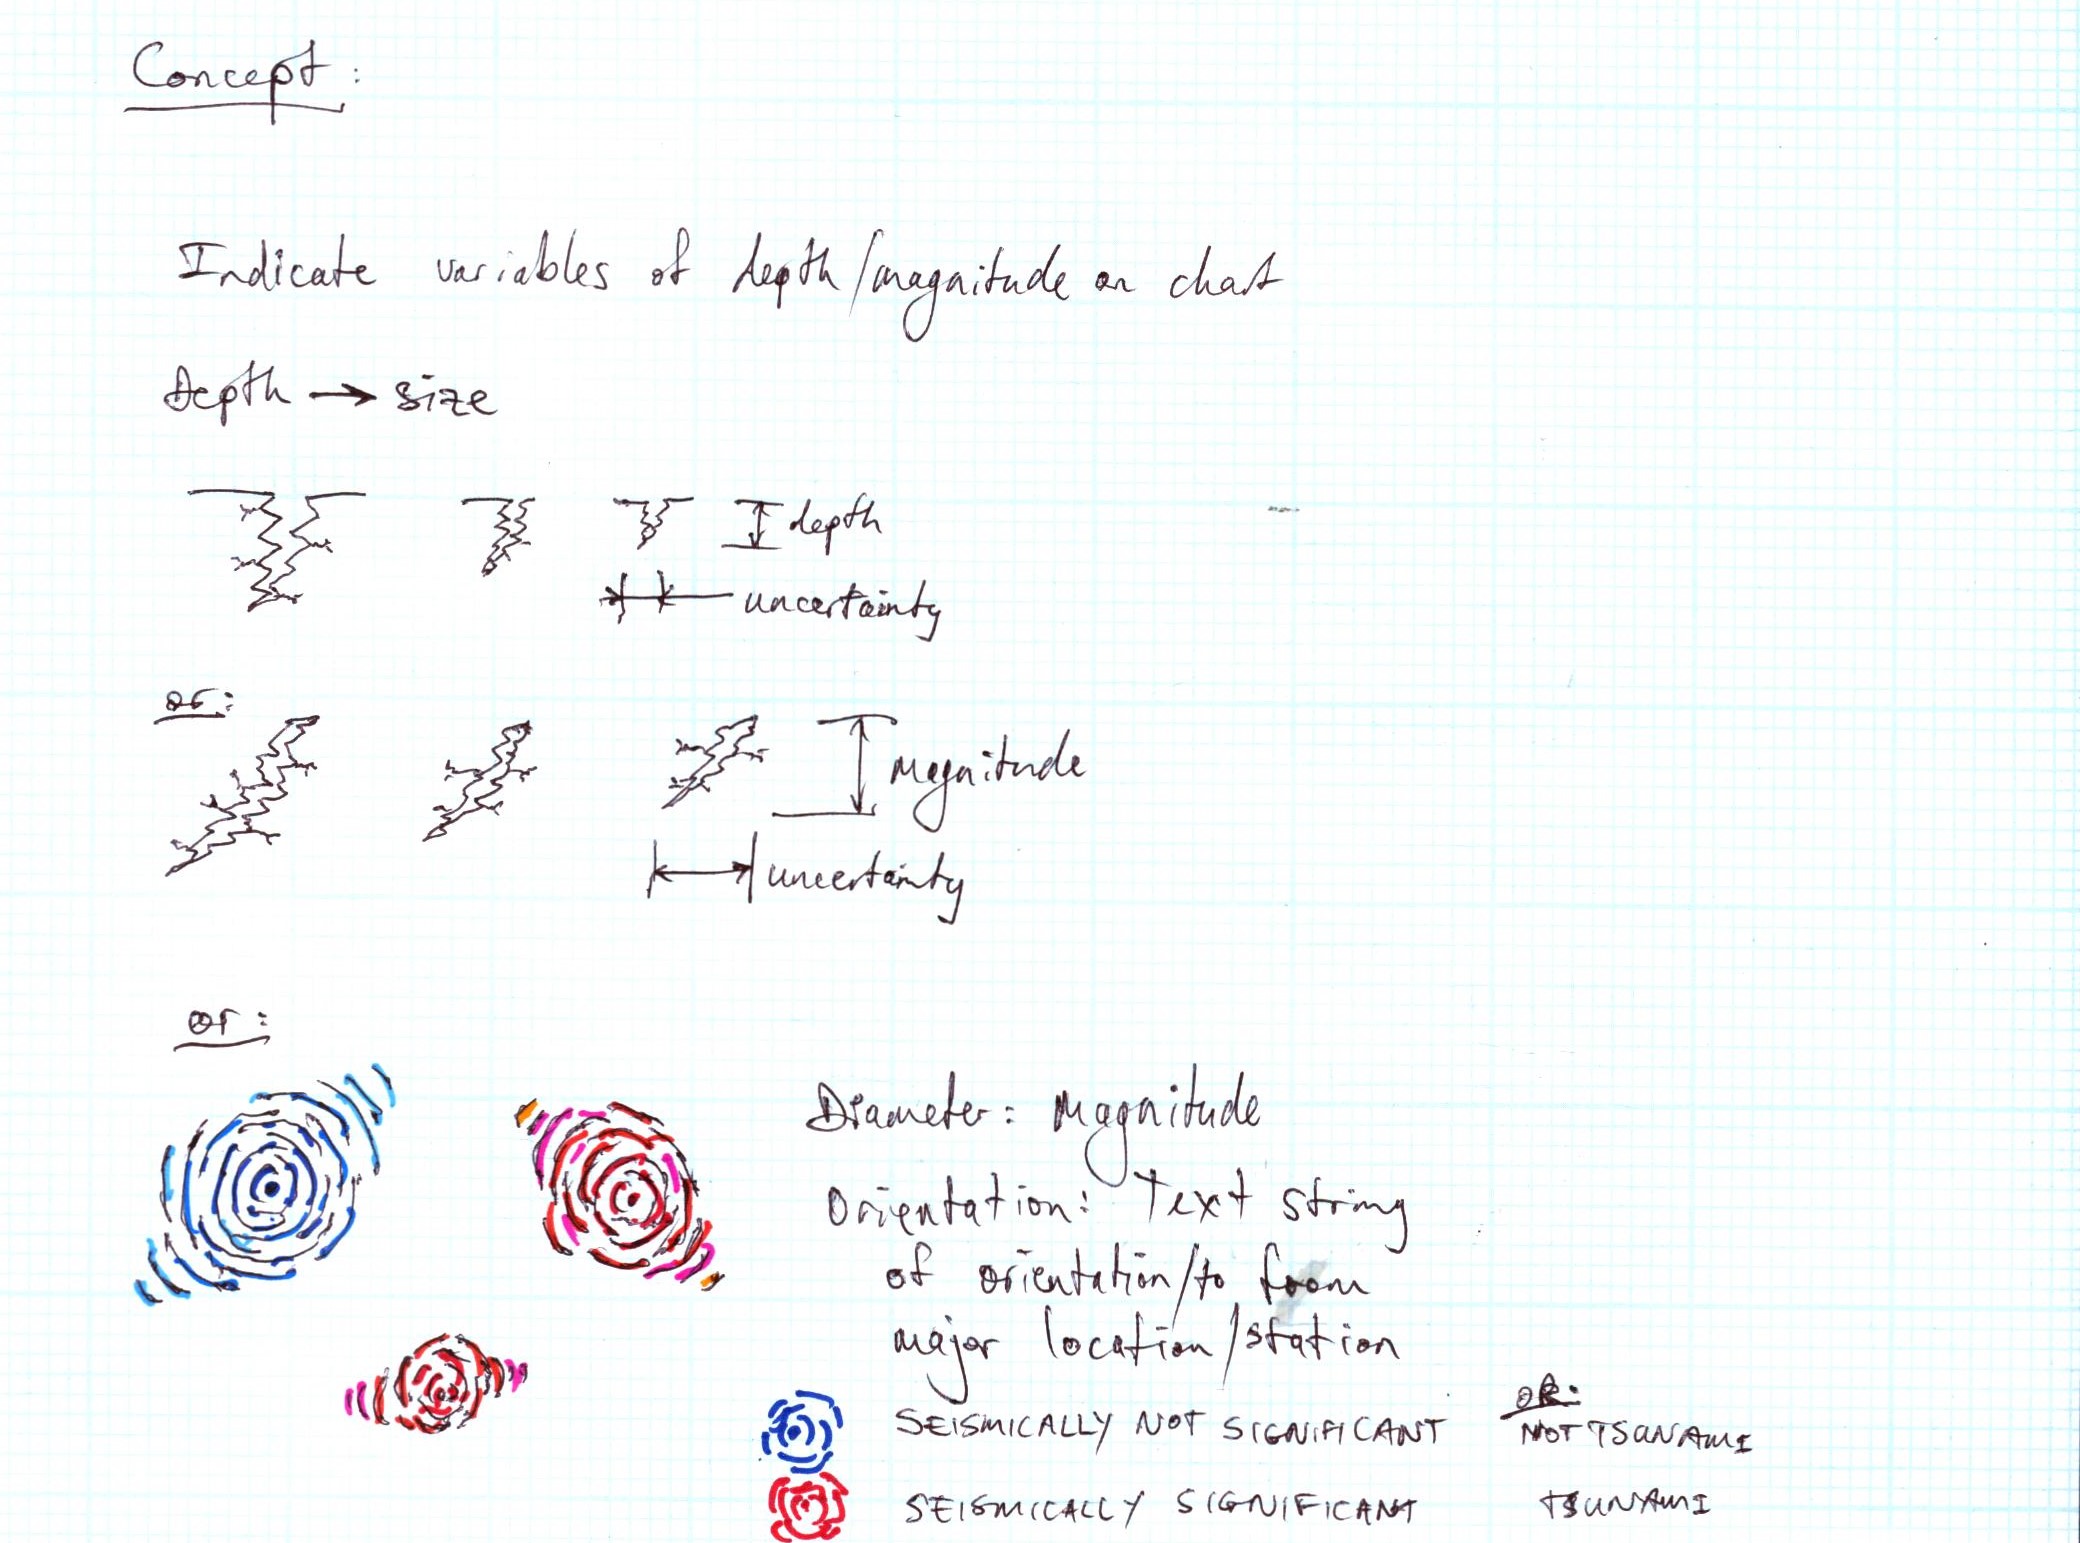 Concept:
Indicate variables of depth/magnitude on chart
Depth → size
depth
uncertainty
or:
Magnitude
uncertainty
or:
Diameter: Magnitude
Orientation: Text string
of orientation/to from
major location/station
OR:
SEISMICALLY NOT SIGNIFICANT NOT TSUNAMI
SEISMICALLY SIGNIFICANT TSUNAMI